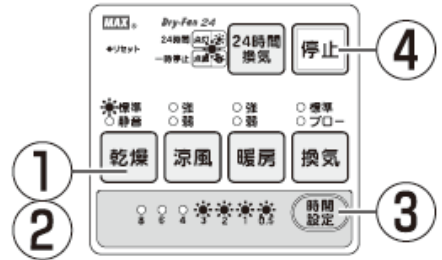 MAX。 Dry-Fan 24
24時間
一時停止
◆リセット
24時間
換気
停止
4
標準 強 強 標準
静音 弱 弱 ブロー
乾燥 涼風 暖房 換気
1
2
8 6 4 3 2 1 0.5
時間
設定
3